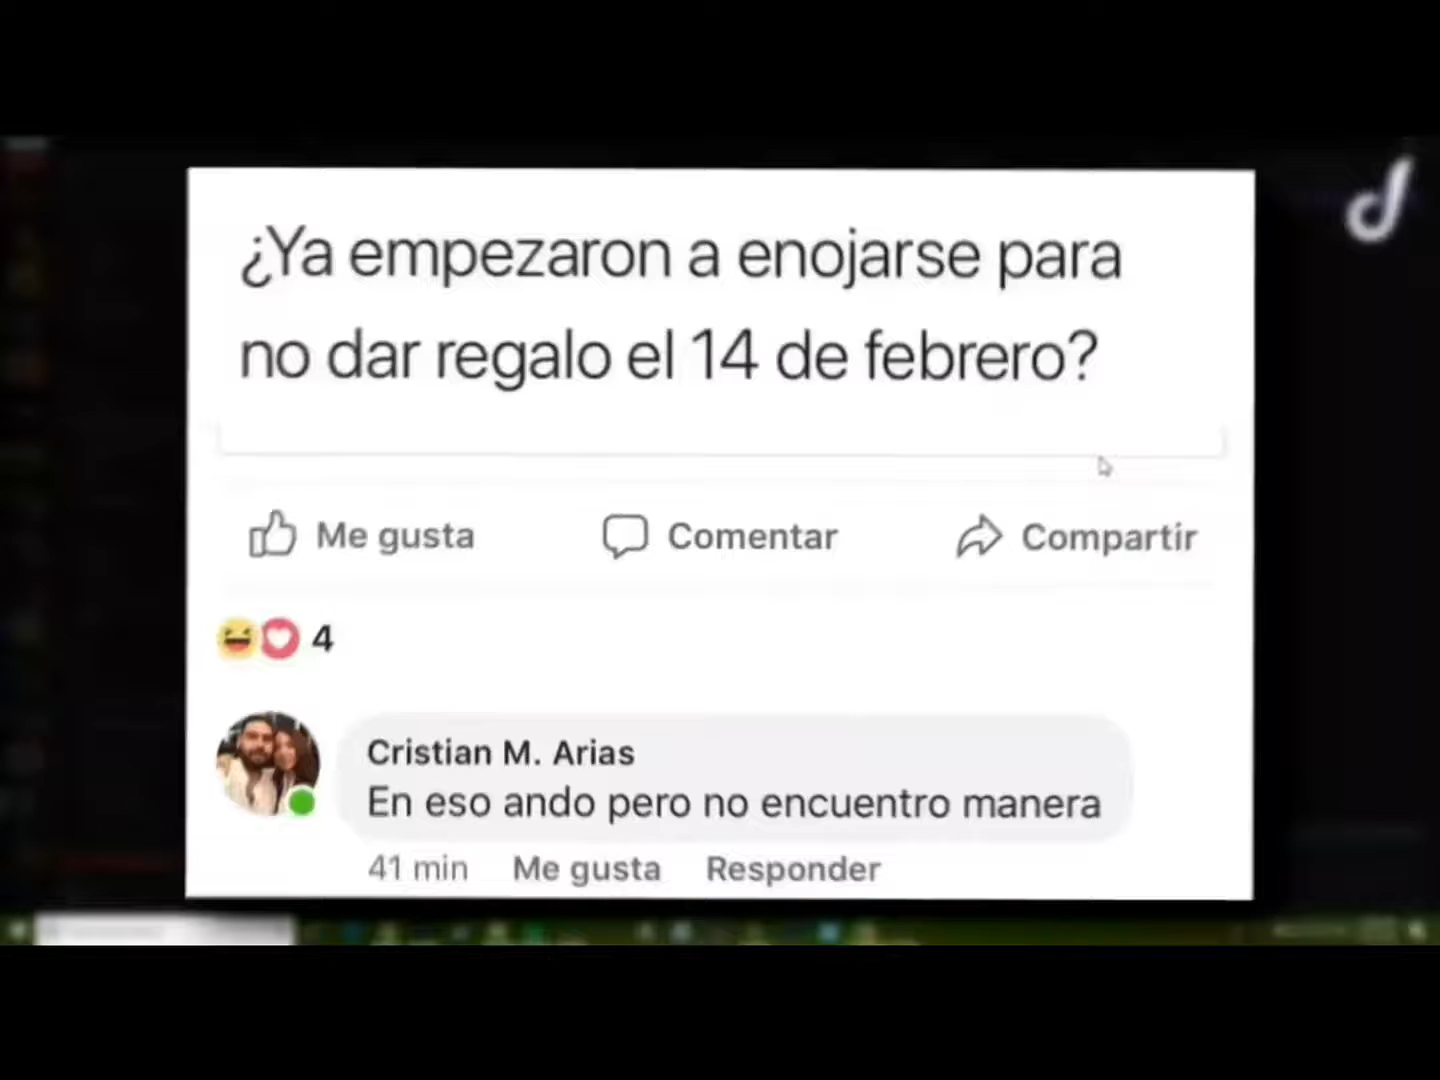 ¿Ya empezaron a enojarse para
no dar regalo el 14 de febrero?
Me gusta
Comentar
Compartir
4
Cristian M. Arias
En eso ando pero no encuentro manera
41 min
Me gusta
Responder